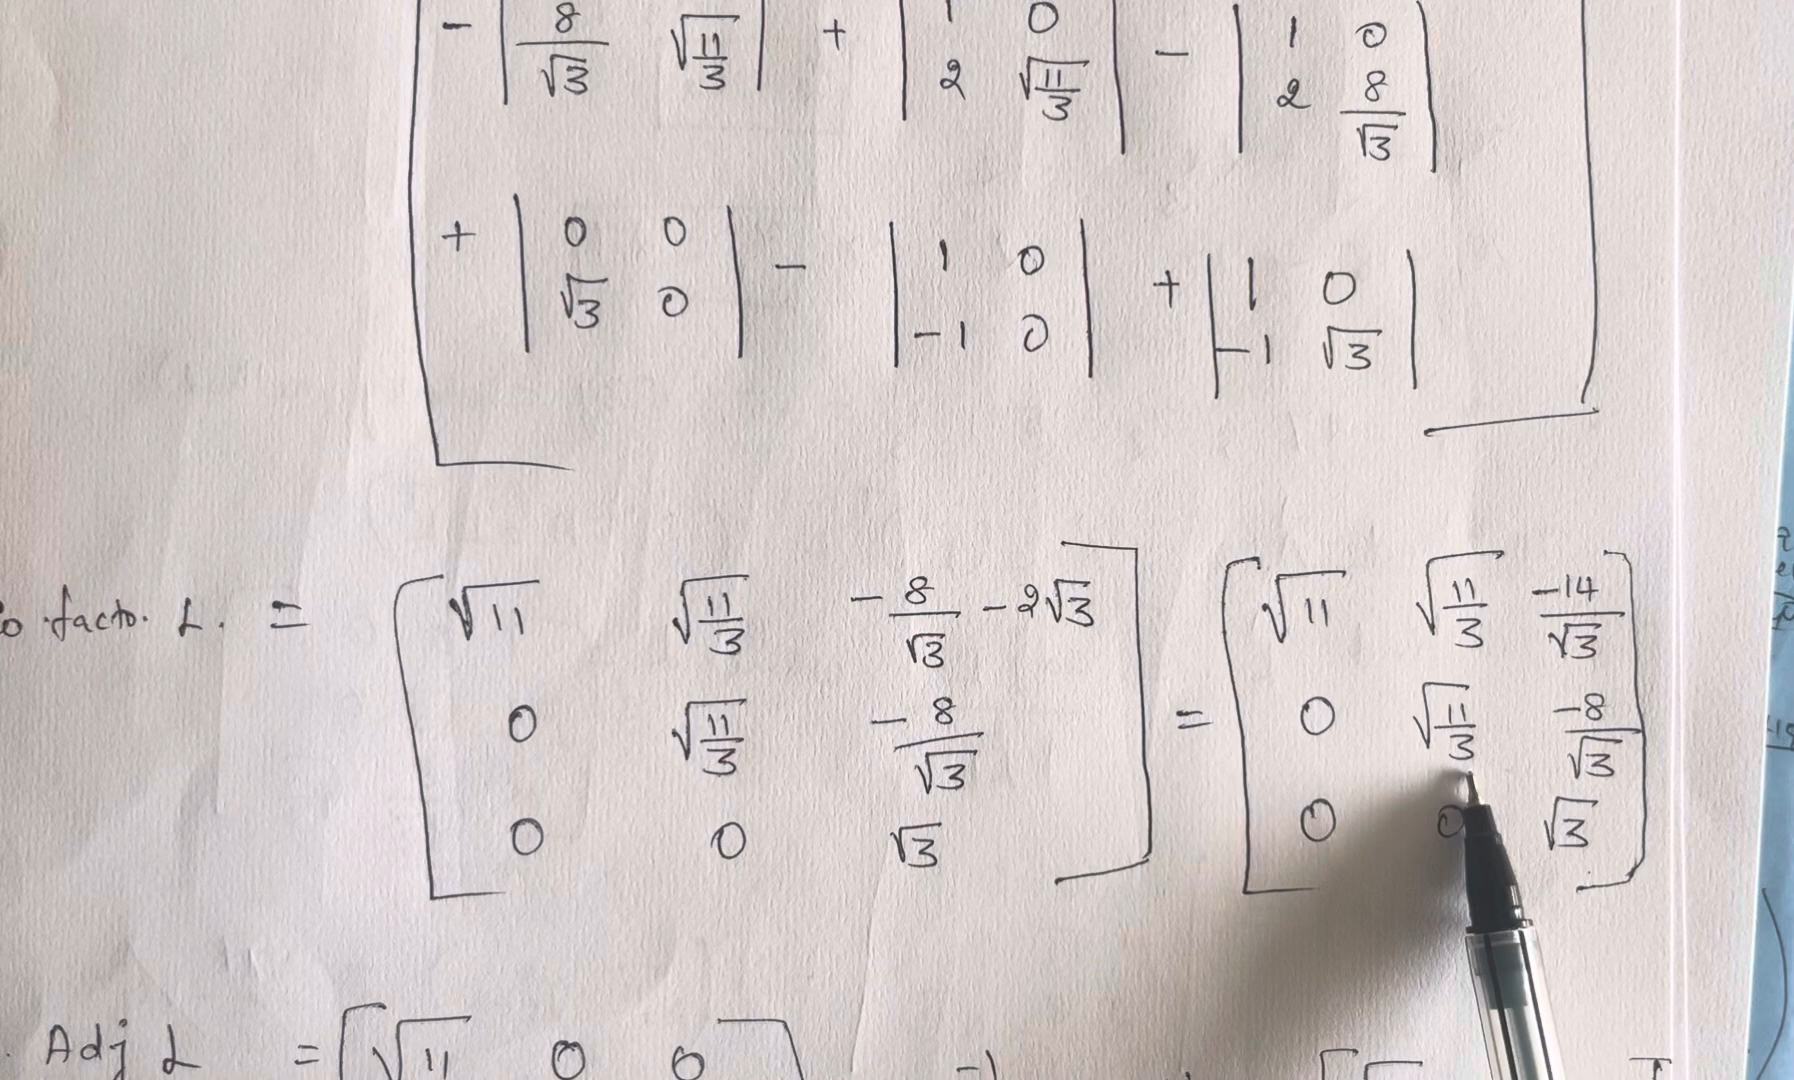 - | 8/√3 √(11/3) | + | 1 0 | - | 1 0 |
2 √(11/3) 2 8/√3
+ | 0 0 | - | 1 0 | + | 1 0 |
√3 0 -1 0 -1 √3
facto. L. = [ √11 √(11/3) -8/√3 - 2√3 ] = [ √11 √(11/3) -14/√3 ]
0 √(11/3) -8/√3 0 √(11/3) -8/√3
0 0 √3 0 0 √3
Adj L = [ √11 0 0 ]